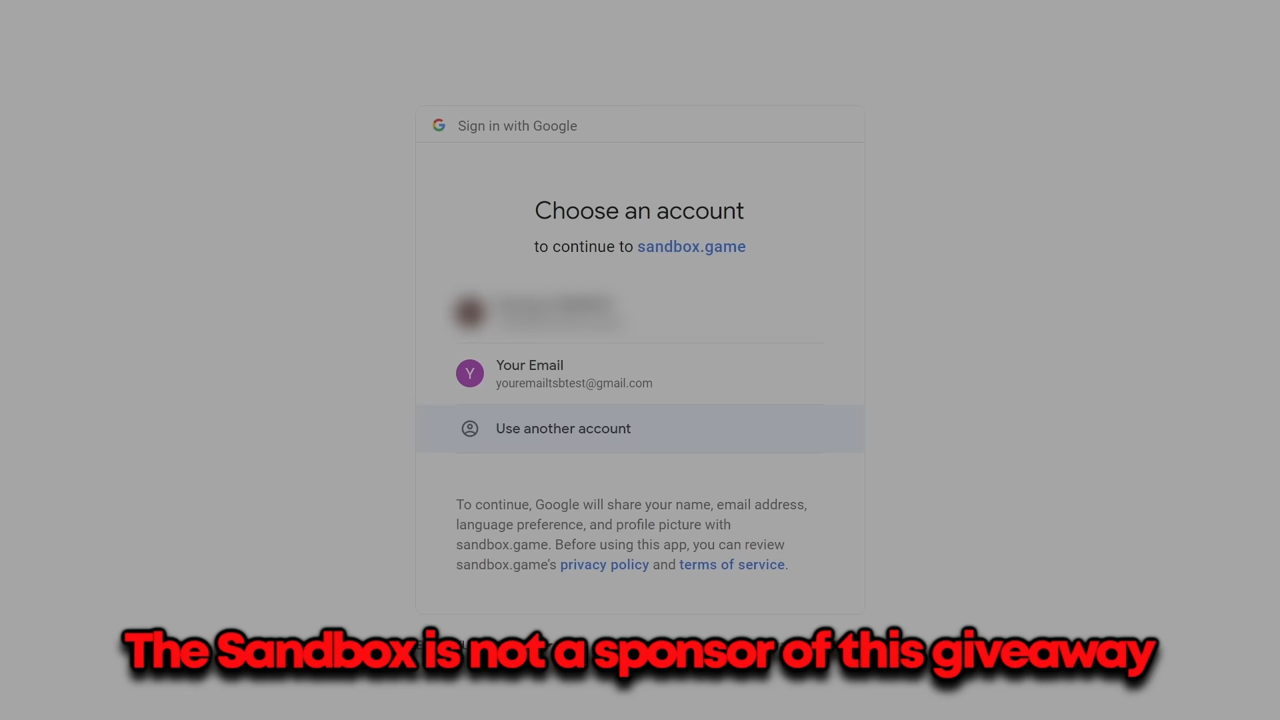 Sign in with Google
Choose an account
to continue to sandbox.game
Y
Your Email
youremailtsbtest@gmail.com
Use another account
To continue, Google will share your name, email address,
language preference, and profile picture with
sandbox.game. Before using this app, you can review
sandbox.game's privacy policy and terms of service.
The Sandbox is not a sponsor of this giveaway